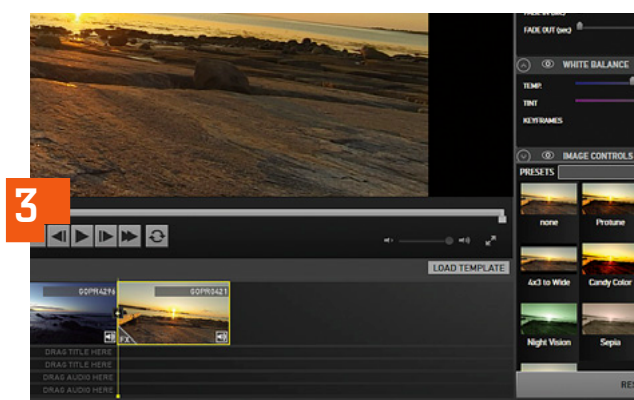 FADE OUT (sec)
WHITE BALANCE
TEMP.
TINT
KEYFRAMES
IMAGE CONTROLS
PRESETS
none
Protune
3
LOAD TEMPLATE
GOPR4296
GOPR0421
4x3 to Wide
Candy Color
FX
Night Vision
Sepia
DRAG TITLE HERE
DRAG TITLE HERE
DRAG AUDIO HERE
DRAG AUDIO HERE